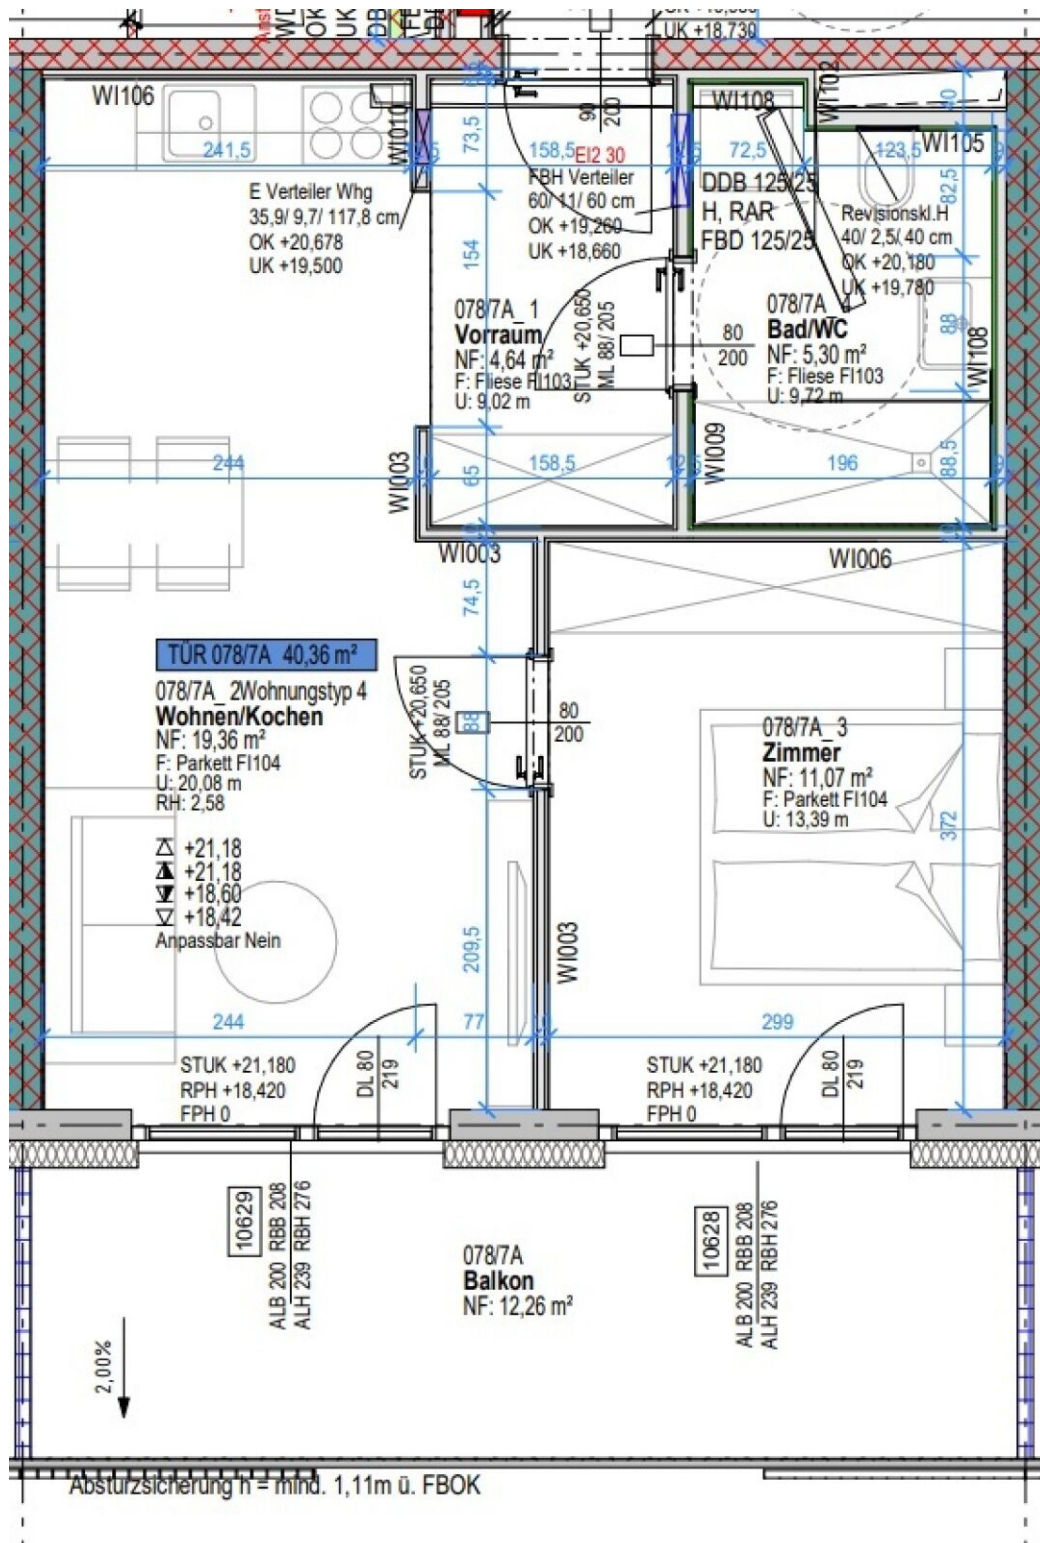 UK +18.730
WI106
WI010
WI108
WI102
WI105
73,5
90
200
40
241,5
158,5
72,5
123,5
82,5
EI2 30
E Verteiler Whg
35,9/ 9,7/ 117,8 cm
OK +20,678
UK +19,500
FBH Verteiler
60/ 11/ 60 cm
OK +19,260
UK +18,660
DDB 125/25
H, RAR
FBD 125/25
Revisionskl.H
40/ 2,5/ 40 cm
OK +20,180
UK +19,780
154
078/7A_ 1
Vorraum
NF: 4,64 m²
F: Fliese FI103
U: 9,02 m
STUK +20,650
ML 88/ 205
80
200
078/7A_
Bad/WC
NF: 5,30 m²
F: Fliese FI103
U: 9,72 m
88
WI108
WI003
WI009
244
65
158,5
196
88,5
WI003
WI006
74,5
TÜR 078/7A 40,36 m²
078/7A_ 2Wohnungstyp 4
Wohnen/Kochen
NF: 19,36 m²
F: Parkett FI104
U: 20,08 m
RH: 2,58
+21,18
+21,18
+18,60
+18,42
Anpassbar Nein
STUK +20,650
ML 88/ 205
88
80
200
078/7A_ 3
Zimmer
NF: 11,07 m²
F: Parkett FI104
U: 13,39 m
372
209,5
WI003
244
77
299
STUK +21,180
RPH +18,420
FPH 0
DL 80
219
STUK +21,180
RPH +18,420
FPH 0
DL 80
219
10629
ALB 200 RBB 208
ALH 239 RBH 276
078/7A
Balkon
NF: 12,26 m²
10628
ALB 200 RBB 208
ALH 239 RBH 276
2,00%
Absturzsicherung h = mind. 1,11m ü. FBOK